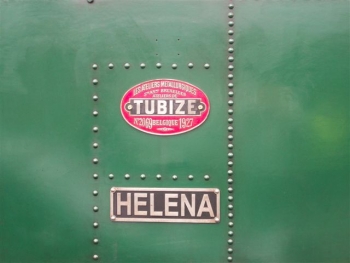 LES ATELIERS METALLURGIQUES
TUBIZE
BELGIQUE 1927
HELENA